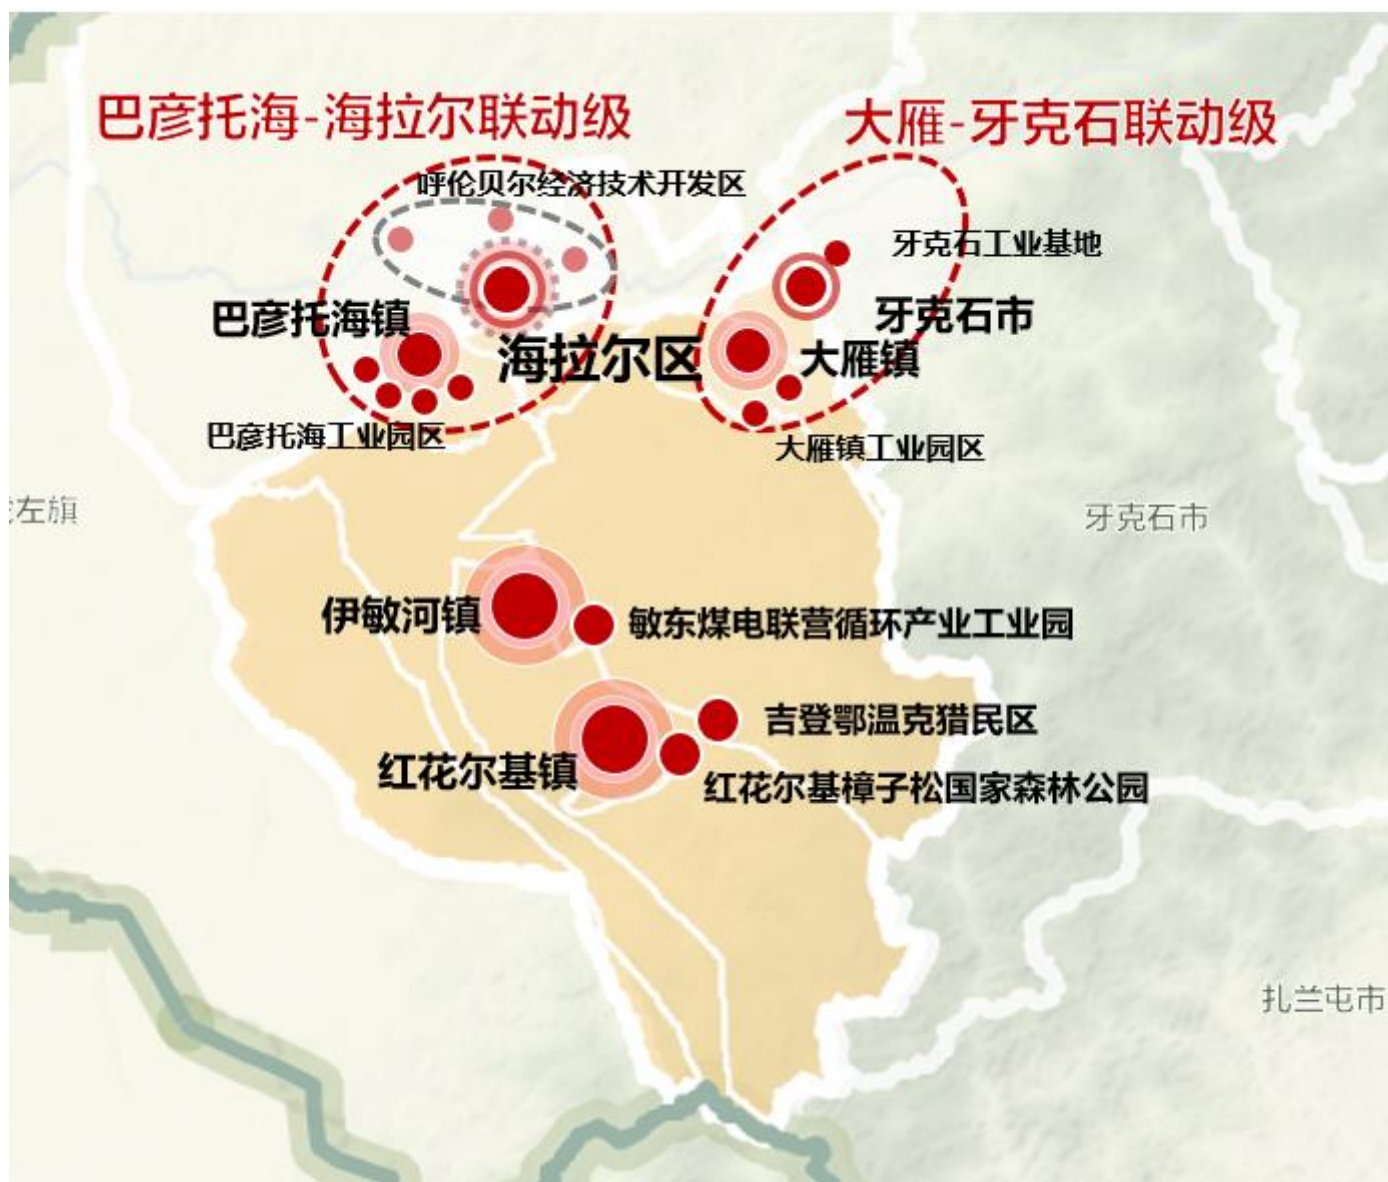 巴彦托海-海拉尔联动级
大雁-牙克石联动级
呼伦贝尔经济技术开发区
牙克石工业基地
巴彦托海镇
牙克石市
海拉尔区
大雁镇
巴彦托海工业园区
大雁镇工业园区
左旗
牙克石市
伊敏河镇
敏东煤电联营循环产业工业园
吉登鄂温克猎民区
红花尔基镇
红花尔基樟子松国家森林公园
扎兰屯市